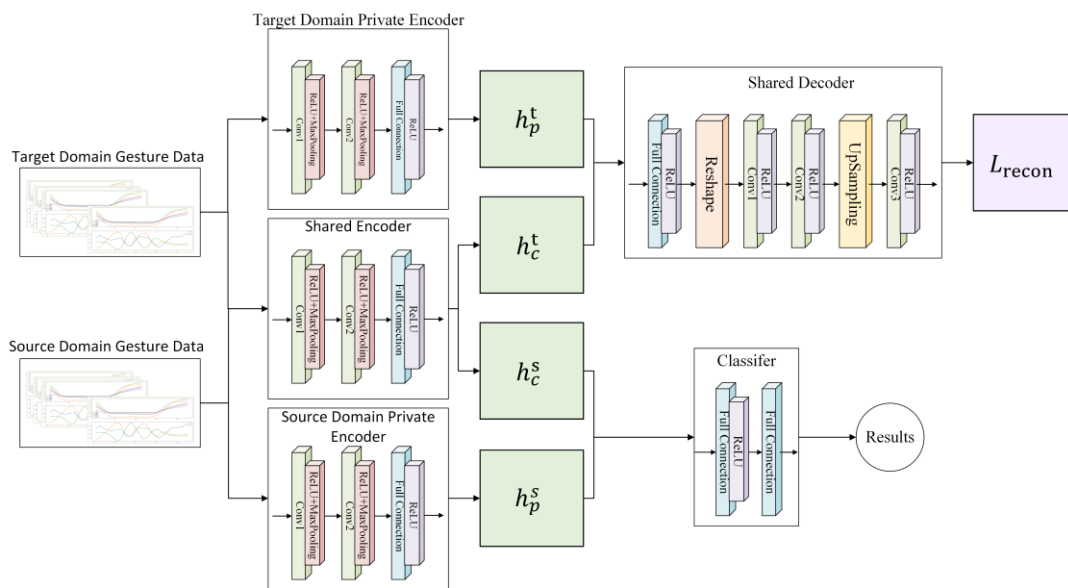 Target Domain Private Encoder
Conv1
ReLU+MaxPooling
Conv2
ReLU+MaxPooling
Full Connection
ReLU
h_p^t
Shared Decoder
Full Connection
ReLU
Reshape
Conv1
ReLU
Conv2
ReLU
UpSampling
Conv3
ReLU
L_recon
Target Domain Gesture Data
Shared Encoder
Conv1
ReLU+MaxPooling
Conv2
ReLU+MaxPooling
Full Connection
ReLU
h_c^t
h_c^s
Source Domain Gesture Data
Source Domain Private
Encoder
Conv1
ReLU+MaxPooling
Conv2
ReLU+MaxPooling
Full Connection
ReLU
h_p^s
Classifer
Full Connection
ReLU
Full Connection
Results